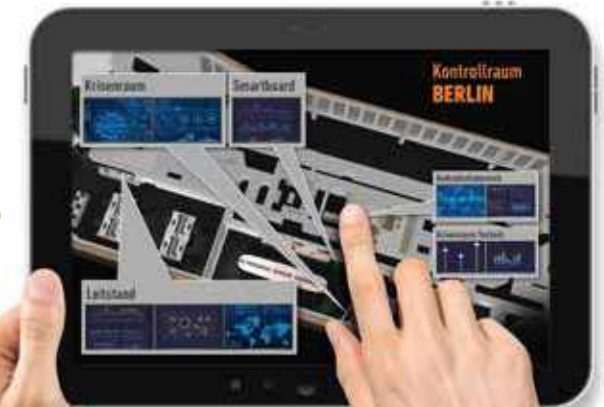 Krisenraum
Smartboard
Kontrollraum
BERLIN
Leitstand